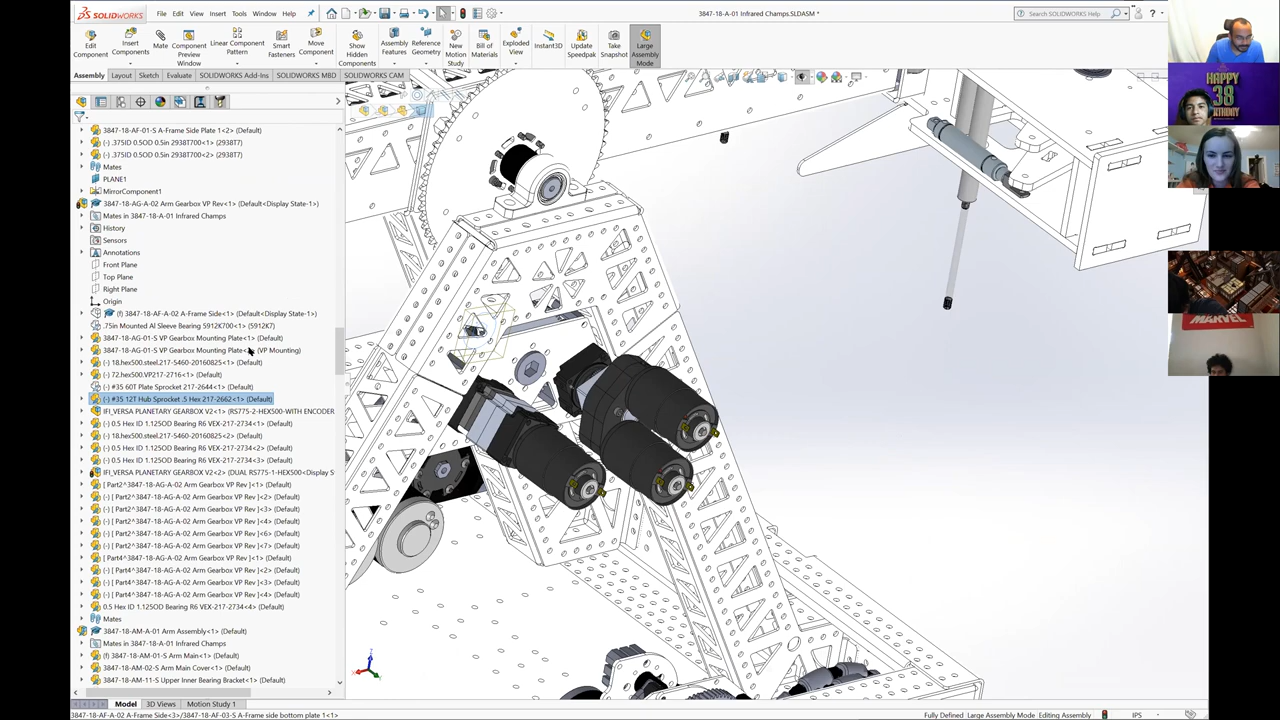 SOLIDWORKS File Edit View Insert Tools Window Help 3847-18-A-01 Infrared Champs.SLDASM * Search SOLIDWORKS Help
Edit Component
Insert Components
Mate
Component Preview Window
Linear Component Pattern
Smart Fasteners
Move Component
Show Hidden Components
Assembly Features
Reference Geometry
New Motion Study
Bill of Materials
Exploded View
Instant3D
Update Speedpak
Take Snapshot
Large Assembly Mode
Assembly Layout Sketch Evaluate SOLIDWORKS Add-Ins SOLIDWORKS MBD SOLIDWORKS CAM
3847-18-AF-01-S A-Frame Side Plate 1<2> (Default)
(-) .375ID 0.5OD 0.5in 2938T700<1> (2938T7)
(-) .375ID 0.5OD 0.5in 2938T700<2> (2938T7)
Mates
PLANE1
MirrorComponent1
3847-18-AG-A-02 Arm Gearbox VP Rev<1> (Default<Display State-1>)
Mates in 3847-18-A-01 Infrared Champs
History
Sensors
Annotations
Front Plane
Top Plane
Right Plane
Origin
(f) 3847-18-AF-A-02 A-Frame Side<1> (Default<Display State-1>)
.75in Mounted Al Sleeve Bearing 5912K700<1> (5912K7)
3847-18-AG-01-S VP Gearbox Mounting Plate<1> (Default)
3847-18-AG-01-S VP Gearbox Mounting Plate (VP Mounting)
(-) 18.hex500.steel.217-5460-20160825<1> (Default)
(-) 72.hex500.VP217-2716<1> (Default)
(-) #35 60T Plate Sprocket 217-2644<1> (Default)
(-) #35 12T Hub Sprocket .5 Hex 217-2662<1> (Default)
IFI_VERSA PLANETARY GEARBOX V2<1> (RS775-2-HEX500-WITH ENCODER
(-) 0.5 Hex ID 1.125OD Bearing R6 VEX-217-2734<1> (Default)
(-) 18.hex500.steel.217-5460-20160825<2> (Default)
(-) 0.5 Hex ID 1.125OD Bearing R6 VEX-217-2734<2> (Default)
(-) 0.5 Hex ID 1.125OD Bearing R6 VEX-217-2734<3> (Default)
IFI_VERSA PLANETARY GEARBOX V2<2> (DUAL RS775-1-HEX500<Display S
[ Part2^3847-18-AG-A-02 Arm Gearbox VP Rev ]<1> (Default)
(-) [ Part2^3847-18-AG-A-02 Arm Gearbox VP Rev ]<2> (Default)
(-) [ Part2^3847-18-AG-A-02 Arm Gearbox VP Rev ]<3> (Default)
(-) [ Part2^3847-18-AG-A-02 Arm Gearbox VP Rev ]<4> (Default)
(-) [ Part2^3847-18-AG-A-02 Arm Gearbox VP Rev ]<6> (Default)
(-) [ Part2^3847-18-AG-A-02 Arm Gearbox VP Rev ]<7> (Default)
[ Part4^3847-18-AG-A-02 Arm Gearbox VP Rev ]<1> (Default)
(-) [ Part4^3847-18-AG-A-02 Arm Gearbox VP Rev ]<2> (Default)
(-) [ Part4^3847-18-AG-A-02 Arm Gearbox VP Rev ]<3> (Default)
(-) [ Part4^3847-18-AG-A-02 Arm Gearbox VP Rev ]<4> (Default)
0.5 Hex ID 1.125OD Bearing R6 VEX-217-2734<4> (Default)
Mates
3847-18-AM-A-01 Arm Assembly<1> (Default)
Mates in 3847-18-A-01 Infrared Champs
(f) 3847-18-AM-01-S Arm Main<1> (Default)
3847-18-AM-02-S Arm Main Cover<1> (Default)
3847-18-AM-11-S Upper Inner Bearing Bracket<1> (Default)
Model 3D Views Motion Study 1
3847-18-AF-A-02 A-Frame Side<3>/3847-18-AF-03-S A-Frame side bottom plate 1<1> Fully Defined Large Assembly Mode Editing Assembly IPS
HAPPY
38
MARVEL